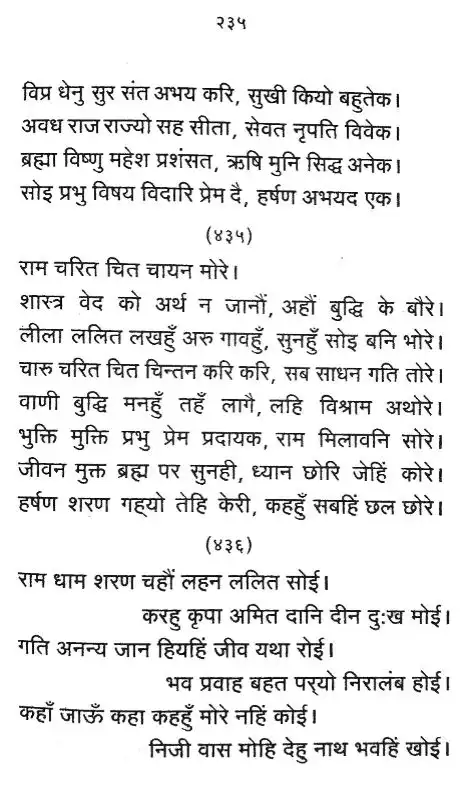 २३५
विप्र धेनु सुर संत अभय करि, सुखी कियो बहुतेक।
अवध राज राज्यो सह सीता, सेवत नृपति विवेक।
ब्रह्मा विष्णु महेश प्रशंसत, ऋषि मुनि सिद्ध अनेक।
सोइ प्रभु विषय विदारि प्रेम दै, हर्षण अभयद एक।
(४३५)
राम चरित चित चायन मोरे।
शास्त्र वेद को अर्थ न जानौं, अहौं बुद्धि के बौरे।
लीला ललित लखहुँ अरु गावहुँ, सुनहुँ सोइ बनि भोरे।
चारु चरित चित चिन्तन करि करि, सब साधन गति तोरे।
वाणी बुद्धि मनहुँ तहँ लागै, लहि विश्राम अथोरे।
भुक्ति मुक्ति प्रभु प्रेम प्रदायक, राम मिलावनि सोरे।
जीवन मुक्त ब्रह्म पर सुनही, ध्यान छोरि जेहिं कोरे।
हर्षण शरण गह्यो तेहि केरी, कहहुँ सबहिं छल छोरे।
(४३६)
राम धाम शरण चहौं लहन ललित सोई।
करहु कृपा अमित दानि दीन दुःख मोई।
गति अनन्य जान हियहिं जीव यथा रोई।
भव प्रवाह बहत पर्‌यो निरालंब होई।
कहाँ जाऊँ कहा कहहुँ मोरे नहिं कोई।
निजी वास मोहि देहु नाथ भवहिं खोई।